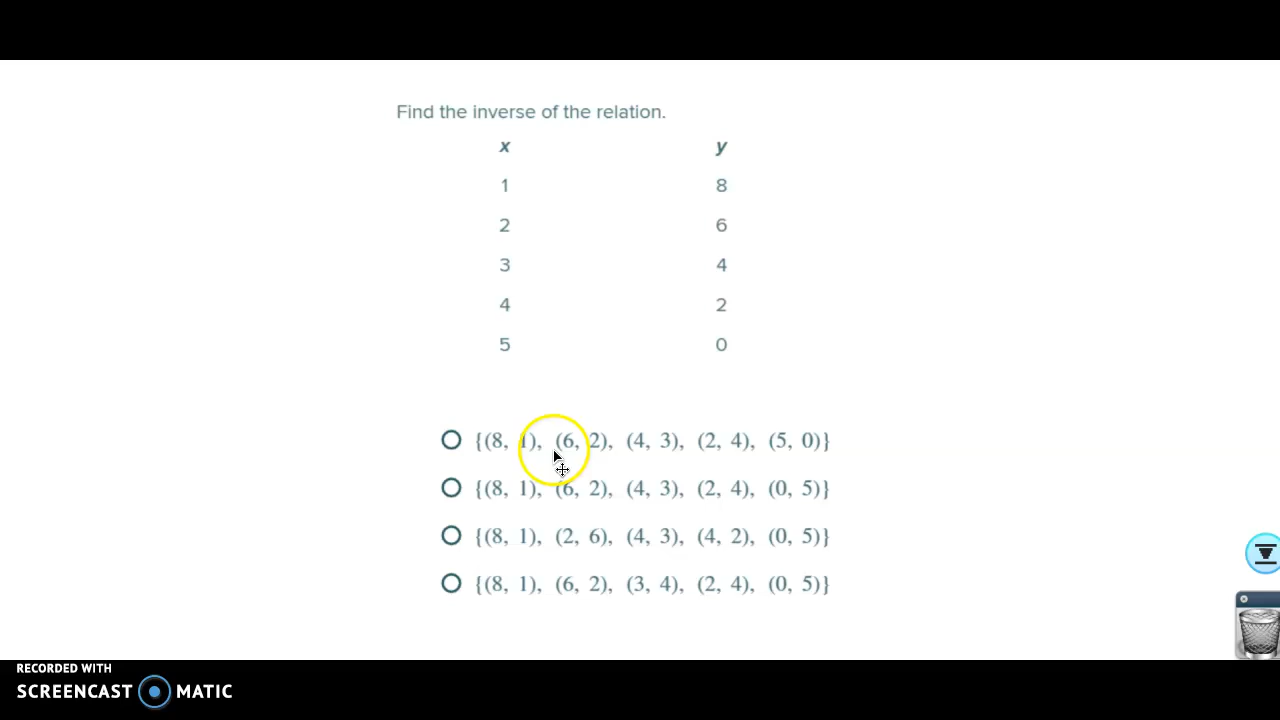 Find the inverse of the relation.
x y
1 8
2 6
3 4
4 2
5 0
{(8, 1), (6, 2), (4, 3), (2, 4), (5, 0)}
{(8, 1), (6, 2), (4, 3), (2, 4), (0, 5)}
{(8, 1), (2, 6), (4, 3), (4, 2), (0, 5)}
{(8, 1), (6, 2), (3, 4), (2, 4), (0, 5)}
RECORDED WITH
SCREENCAST MATIC